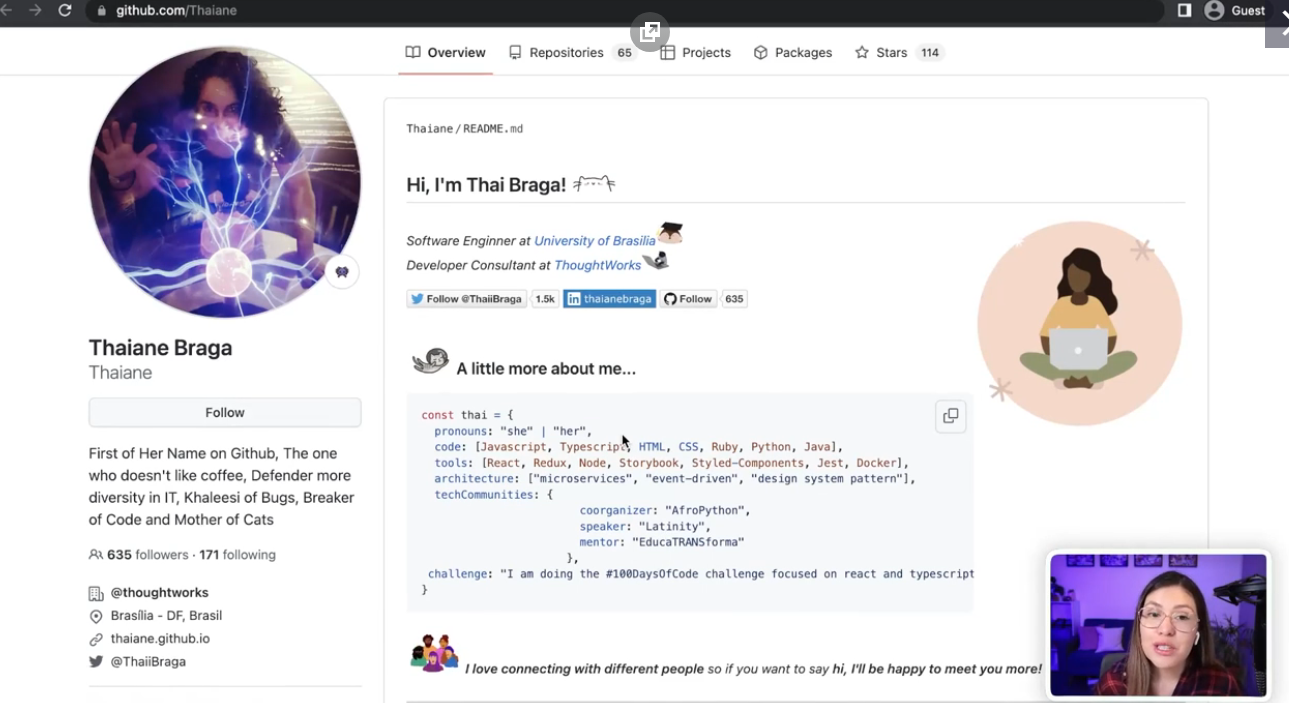 github.com/Thaiane
Guest
Overview
Repositories 65
Projects
Packages
Stars 114
Thaiane/README.md
Hi, I'm Thai Braga!
Software Enginner at University of Brasilia
Developer Consultant at ThoughtWorks
Follow @ThaiiBraga 1.5k in thaianebraga Follow 635
A little more about me...
const thai = {
pronouns: "she" | "her",
code: [Javascript, Typescript, HTML, CSS, Ruby, Python, Java],
tools: [React, Redux, Node, Storybook, Styled-Components, Jest, Docker],
architecture: ["microservices", "event-driven", "design system pattern"],
techCommunities: {
coorganizer: "AfroPython",
speaker: "Latinity",
mentor: "EducaTRANSforma"
},
challenge: "I am doing the #100DaysOfCode challenge focused on react and typescript
}
I love connecting with different people so if you want to say hi, I'll be happy to meet you more!
Thaiane Braga
Thaiane
Follow
First of Her Name on Github, The one
who doesn't like coffee, Defender more
diversity in IT, Khaleesi of Bugs, Breaker
of Code and Mother of Cats
635 followers · 171 following
@thoughtworks
Brasília - DF, Brasil
thaiane.github.io
@ThaiiBraga